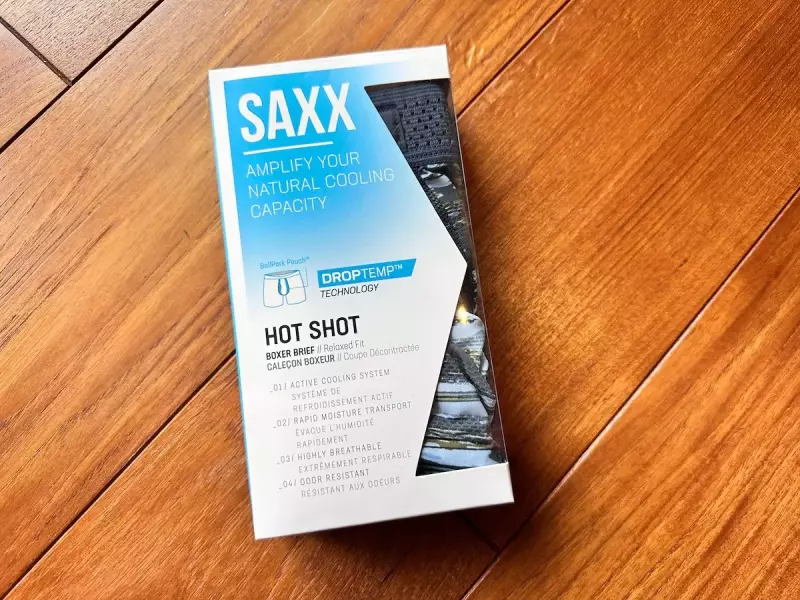 SAXX
AMPLIFY YOUR
NATURAL COOLING
CAPACITY
BallPark Pouch™
DROPTEMP™
TECHNOLOGY
HOT SHOT
BOXER BRIEF // Relaxed Fit
CALEÇON BOXEUR // Coupe Décontractée
_01/ ACTIVE COOLING SYSTEM
SYSTÈME DE
REFROIDISSEMENT ACTIF
_02/ RAPID MOISTURE TRANSPORT
ÉVACUE L'HUMIDITÉ
RAPIDEMENT
_03/ HIGHLY BREATHABLE
EXTRÊMEMENT RESPIRABLE
_04/ ODOR RESISTANT
RÉSISTANT AUX ODEURS